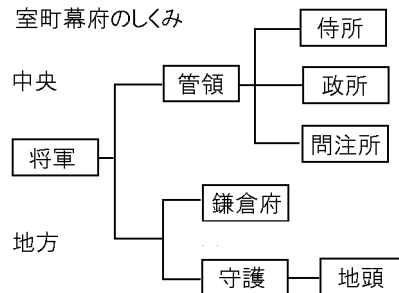 室町幕府のしくみ
侍所
中央
管領
政所
問注所
将軍
鎌倉府
地方
守護
地頭